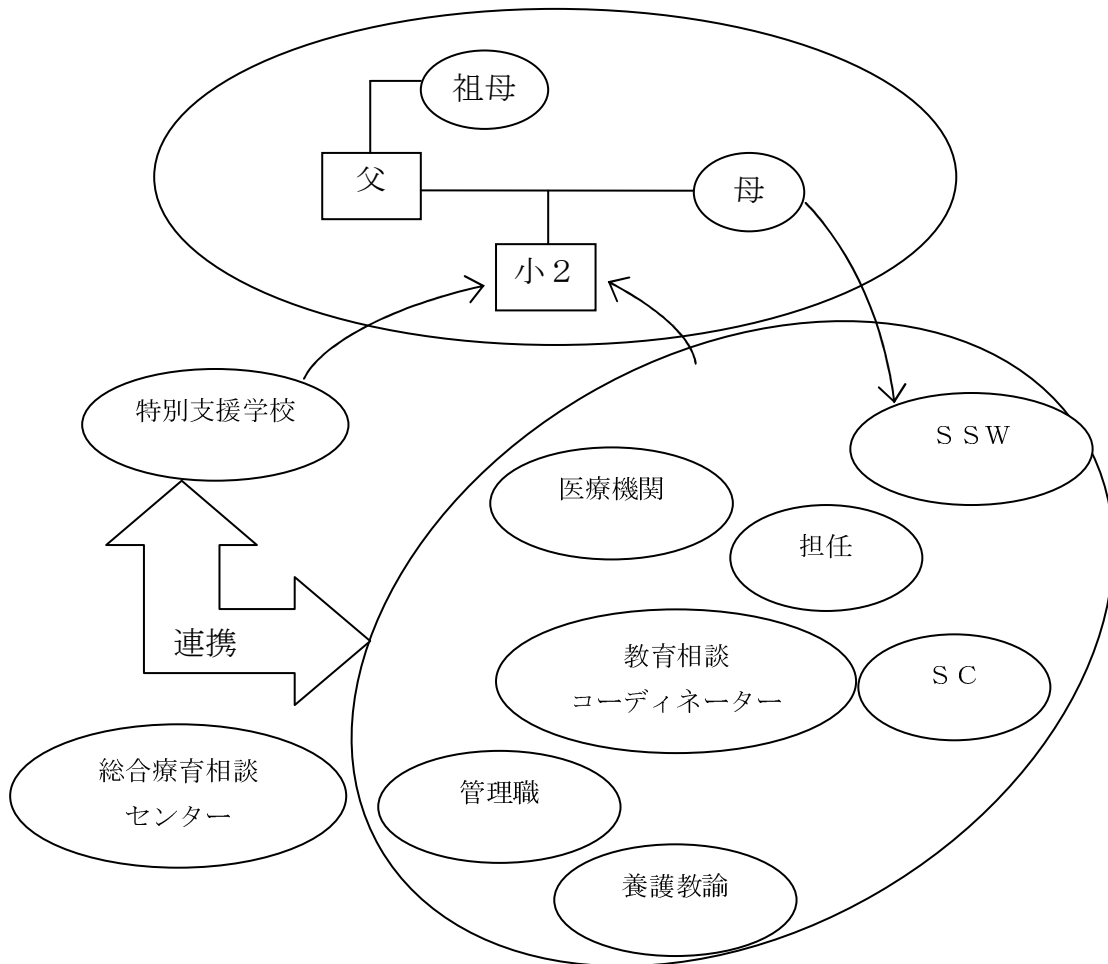 祖母
父
母
小２
特別支援学校
ＳＳＷ
医療機関
担任
連携
教育相談
コーディネーター
ＳＣ
総合療育相談
センター
管理職
養護教諭